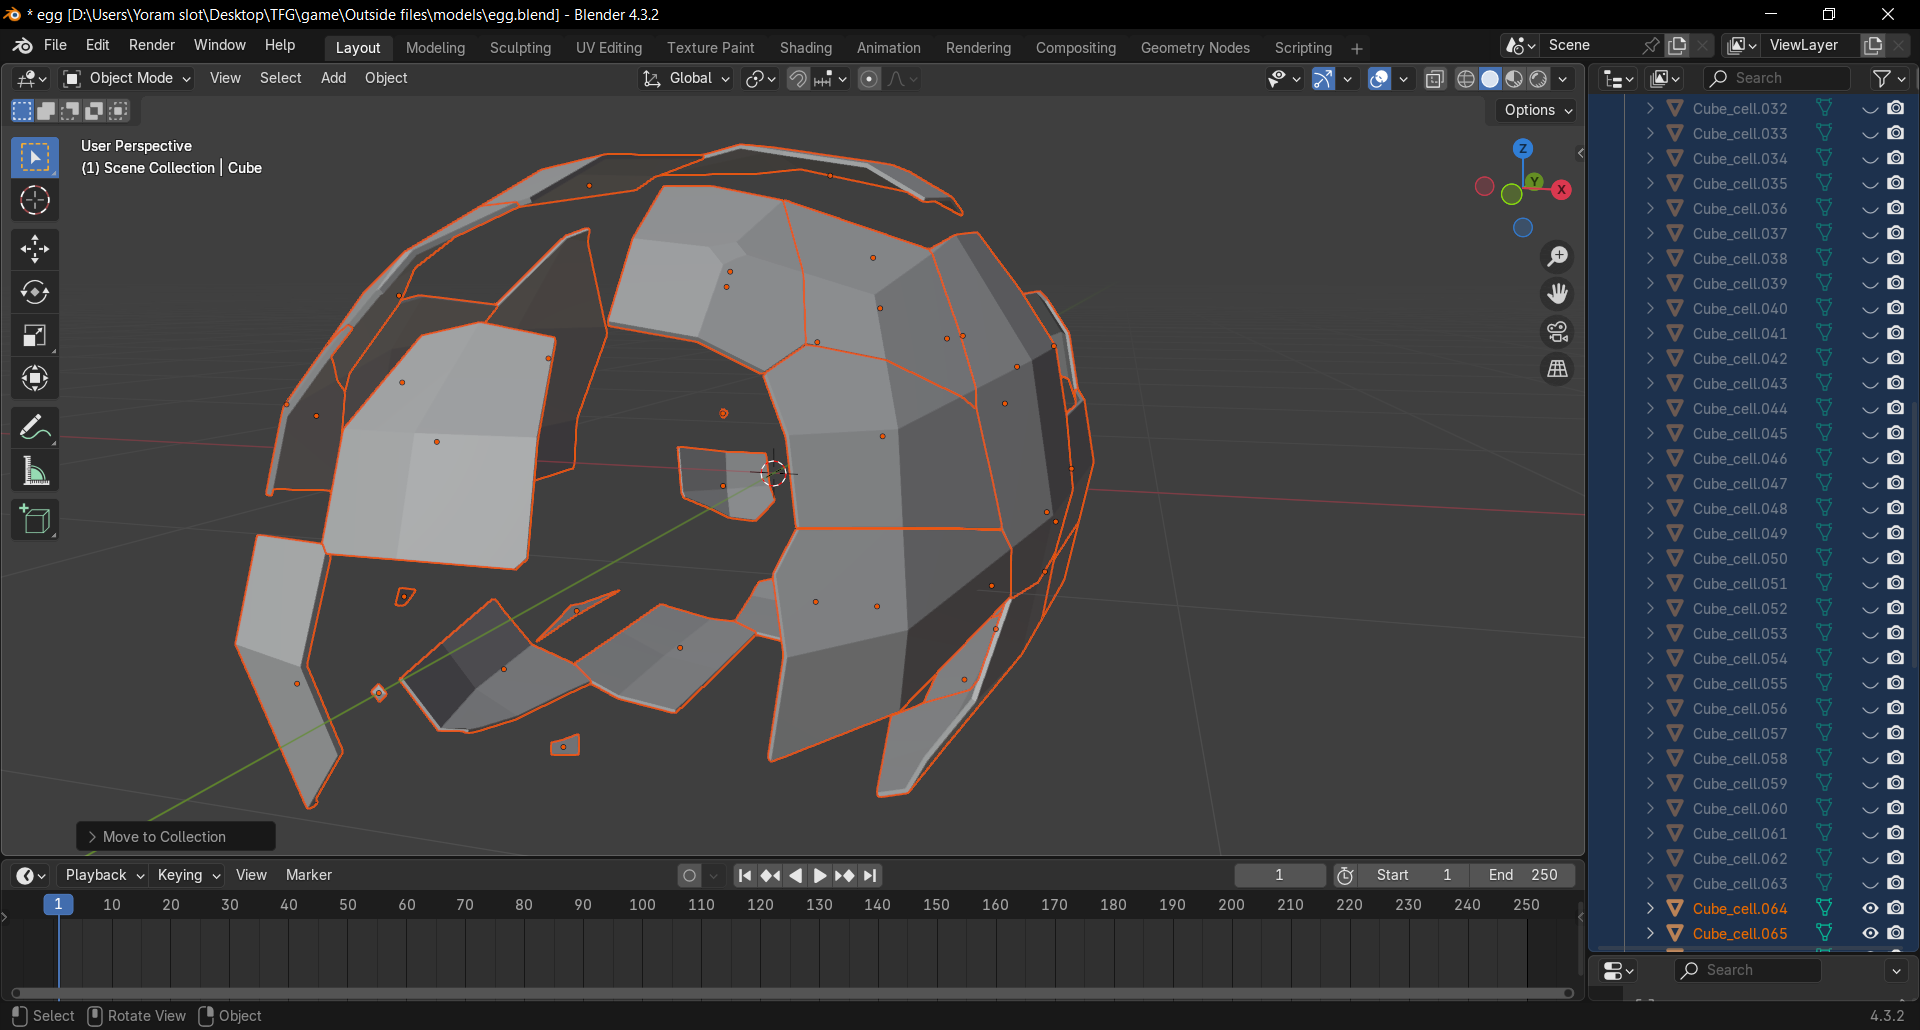 * egg [D:\Users\Yoram slot\Desktop\TFG\game\Outside files\models\egg.blend] - Blender 4.3.2
File Edit Render Window Help Layout Modeling Sculpting UV Editing Texture Paint Shading Animation Rendering Compositing Geometry Nodes Scripting + Scene ViewLayer
Object Mode View Select Add Object Global Search
Options
User Perspective
(1) Scene Collection | Cube
Z
Y
X
Cube_cell.032
Cube_cell.033
Cube_cell.034
Cube_cell.035
Cube_cell.036
Cube_cell.037
Cube_cell.038
Cube_cell.039
Cube_cell.040
Cube_cell.041
Cube_cell.042
Cube_cell.043
Cube_cell.044
Cube_cell.045
Cube_cell.046
Cube_cell.047
Cube_cell.048
Cube_cell.049
Cube_cell.050
Cube_cell.051
Cube_cell.052
Cube_cell.053
Cube_cell.054
Cube_cell.055
Cube_cell.056
Cube_cell.057
Cube_cell.058
Cube_cell.059
Cube_cell.060
Cube_cell.061
Cube_cell.062
Cube_cell.063
Cube_cell.064
Cube_cell.065
Move to Collection
Playback Keying View Marker 1 Start 1 End 250
1 10 20 30 40 50 60 70 80 90 100 110 120 130 140 150 160 170 180 190 200 210 220 230 240 250
Search
Select Rotate View Object 4.3.2